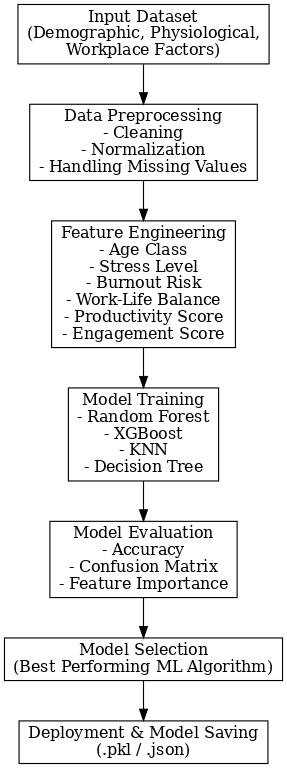 Input Dataset
(Demographic, Physiological,
Workplace Factors)
Data Preprocessing
- Cleaning
- Normalization
- Handling Missing Values
Feature Engineering
- Age Class
- Stress Level
- Burnout Risk
- Work-Life Balance
- Productivity Score
- Engagement Score
Model Training
- Random Forest
- XGBoost
- KNN
- Decision Tree
Model Evaluation
- Accuracy
- Confusion Matrix
- Feature Importance
Model Selection
(Best Performing ML Algorithm)
Deployment & Model Saving
(.pkl / .json)